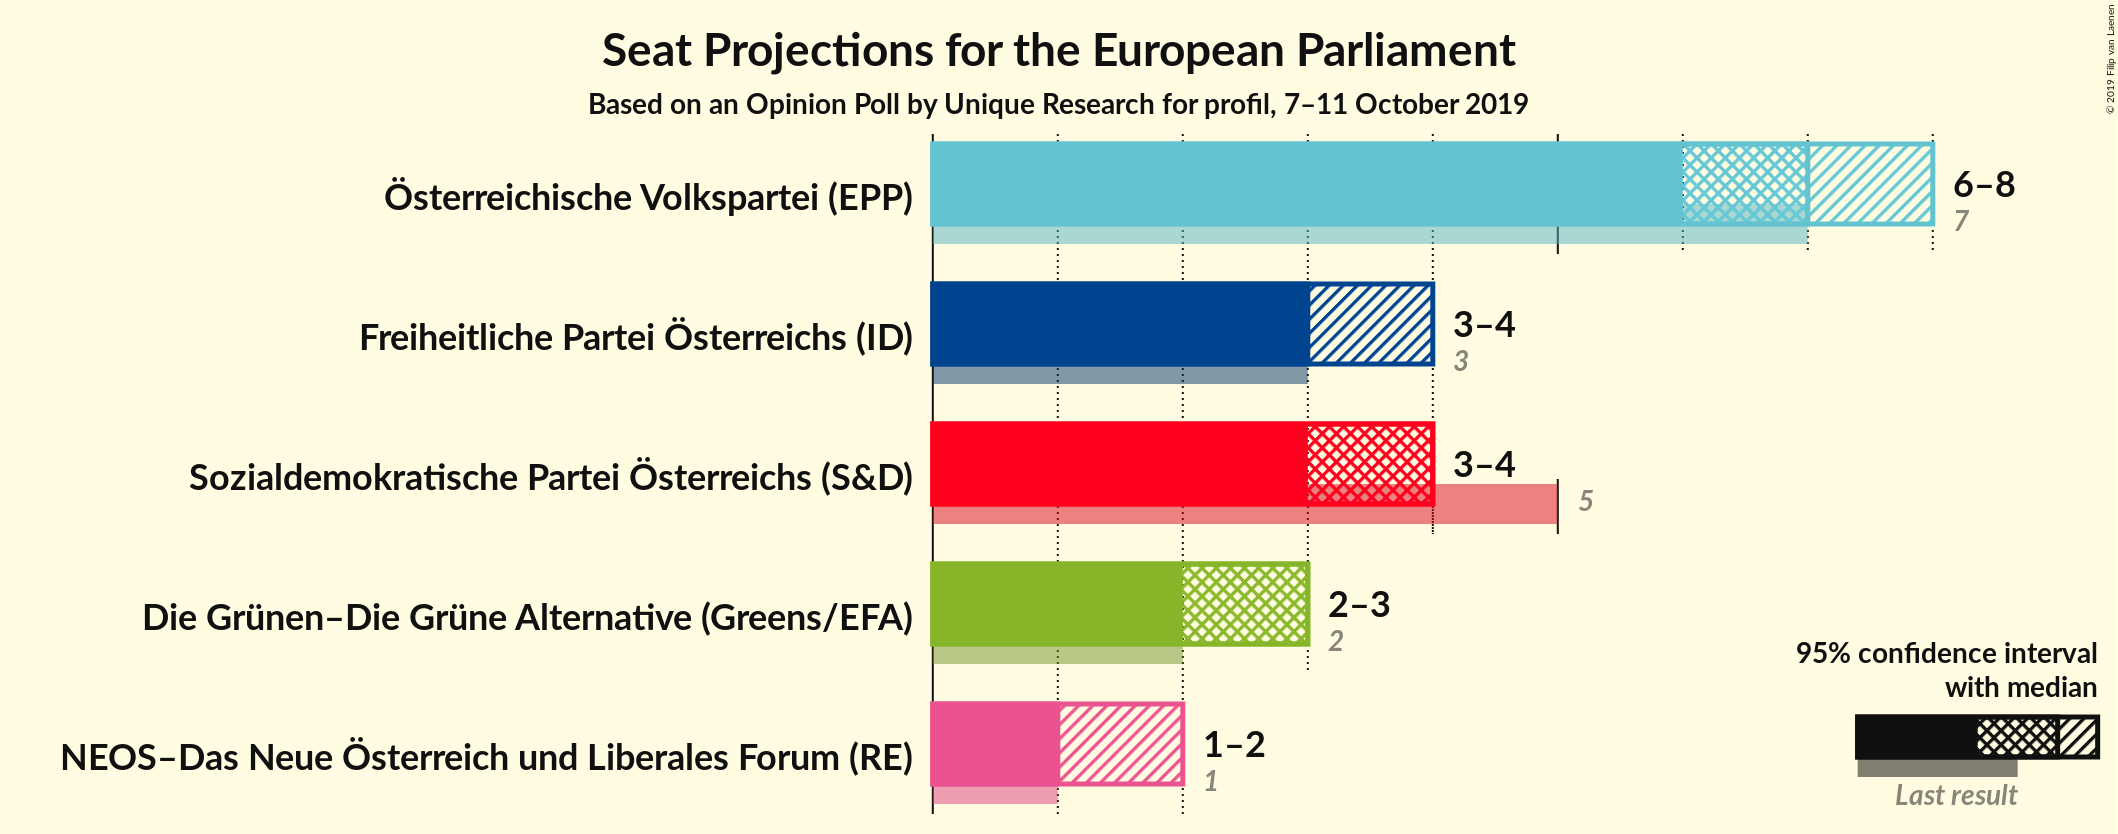 Seat Projections for the European Parliament
Based on an Opinion Poll by Unique Research for profil, 7–11 October 2019
© 2019 Filip van Laenen
Österreichische Volkspartei (EPP)
6–8
7
Freiheitliche Partei Österreichs (ID)
3–4
3
Sozialdemokratische Partei Österreichs (S&D)
3–4
5
Die Grünen–Die Grüne Alternative (Greens/EFA)
2–3
2
NEOS–Das Neue Österreich und Liberales Forum (RE)
1–2
1
95% confidence interval
with median
Last result